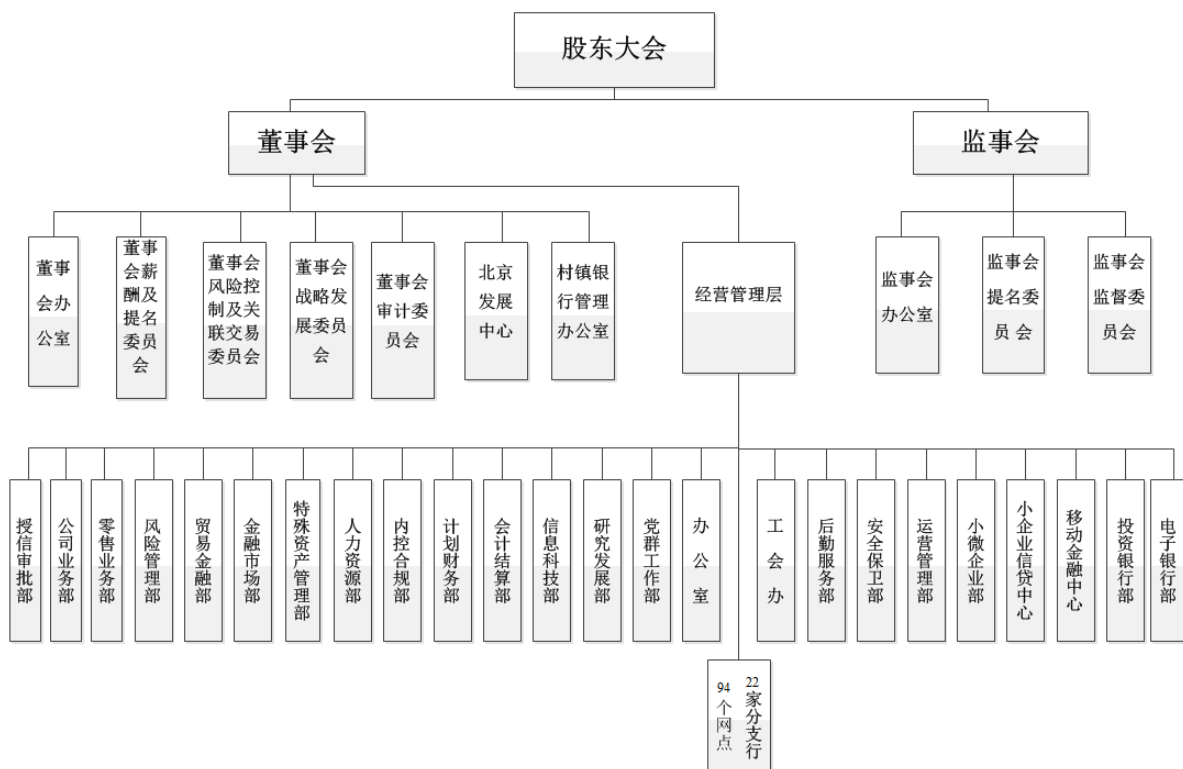 股东大会
董事会
监事会
董事
会办
公室
董事
会薪
酬及
提名
委员
会
董事会
风险控
制及关
联交易
委员会
董事会
战略发
展委员
会
董事会
审计委
员会
北京
发展
中心
村镇银
行管理
办公室
经营管理层
监事会
办公室
监事会
提名委
员 会
监事会
监督委
员会
授信审批部
公司业务部
零售业务部
风险管理部
贸易金融部
金融市场部
特殊资产管理部
人力资源部
内控合规部
计划财务部
会计结算部
信息科技部
研究发展部
党群工作部
办公室
工会办
后勤服务部
安全保卫部
运营管理部
小微企业部
小企业信贷中心
移动金融中心
投资银行部
电子银行部
22家分支行
94个网点